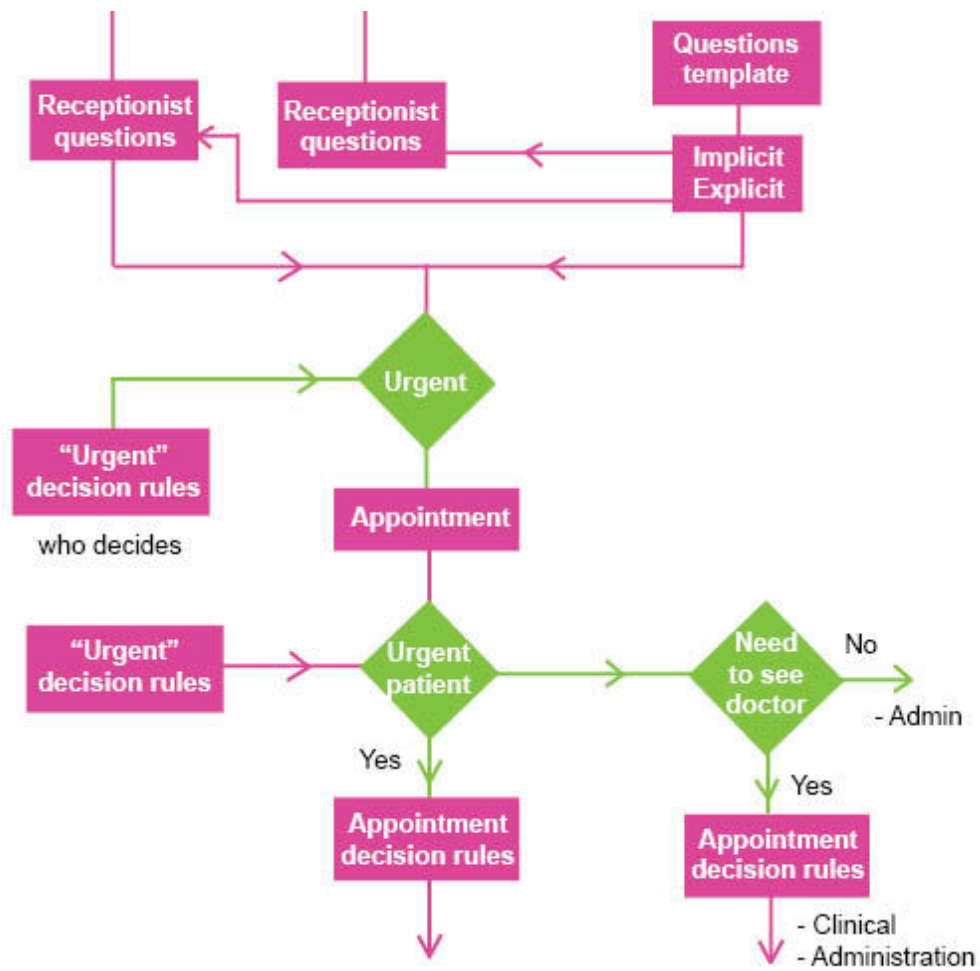 Questions
template
Receptionist
questions
Receptionist
questions
Implicit
Explicit
Urgent
“Urgent”
decision rules
who decides
Appointment
“Urgent”
decision rules
Urgent
patient
Need
to see
doctor
No
- Admin
Yes
Yes
Appointment
decision rules
Appointment
decision rules
- Clinical
- Administration